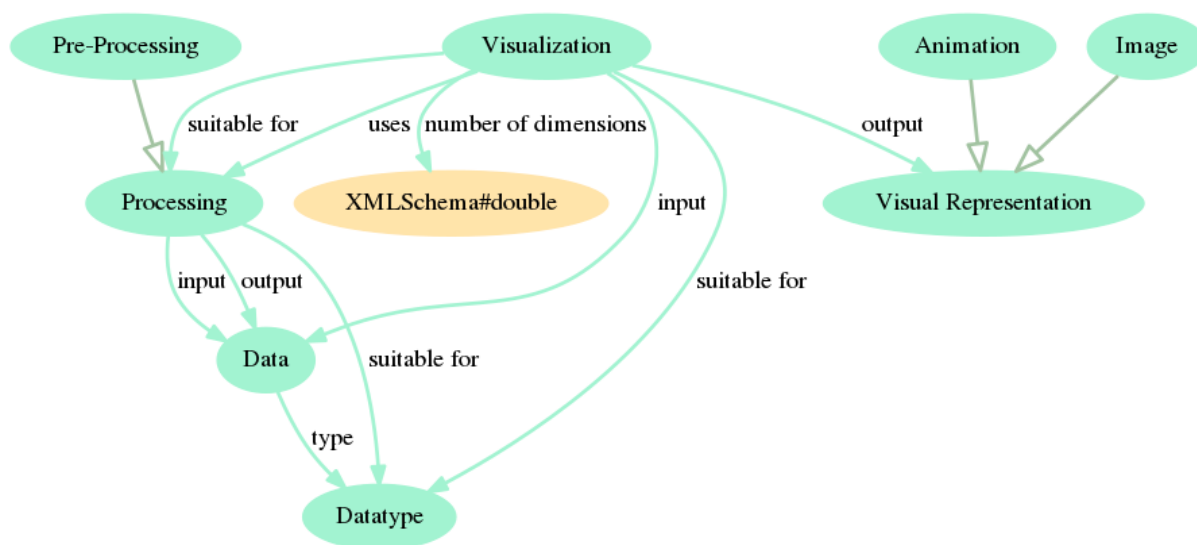 Pre-Processing
Visualization
Animation
Image
suitable for
uses
number of dimensions
output
Processing
XMLSchema#double
input
Visual Representation
input
output
suitable for
Data
suitable for
type
Datatype